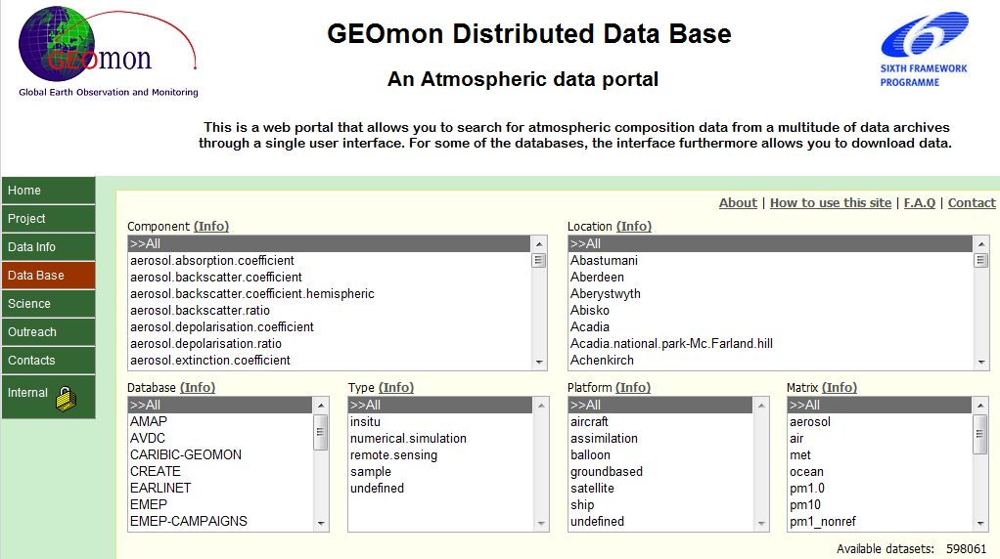 GEOmon
Global Earth Observation and Monitoring
GEOmon Distributed Data Base
An Atmospheric data portal
6
SIXTH FRAMEWORK
PROGRAMME
This is a web portal that allows you to search for atmospheric composition data from a multitude of data archives
through a single user interface. For some of the databases, the interface furthermore allows you to download data.
Home
Project
Data Info
Data Base
Science
Outreach
Contacts
Internal
About | How to use this site | F.A.Q | Contact
Component (Info)
>>All
aerosol.absorption.coefficient
aerosol.backscatter.coefficient
aerosol.backscatter.coefficient.hemispheric
aerosol.backscatter.ratio
aerosol.depolarisation.coefficient
aerosol.depolarisation.ratio
aerosol.extinction.coefficient
Location (Info)
>>All
Abastumani
Aberdeen
Aberystwyth
Abisko
Acadia
Acadia.national.park-Mc.Farland.hill
Achenkirch
Database (Info)
>>All
AMAP
AVDC
CARIBIC-GEOMON
CREATE
EARLINET
EMEP
EMEP-CAMPAIGNS
Type (Info)
>>All
insitu
numerical.simulation
remote.sensing
sample
undefined
Platform (Info)
>>All
aircraft
assimilation
balloon
groundbased
satellite
ship
undefined
Matrix (Info)
>>All
aerosol
air
met
ocean
pm1.0
pm10
pm1_nonref
Available datasets: 598061